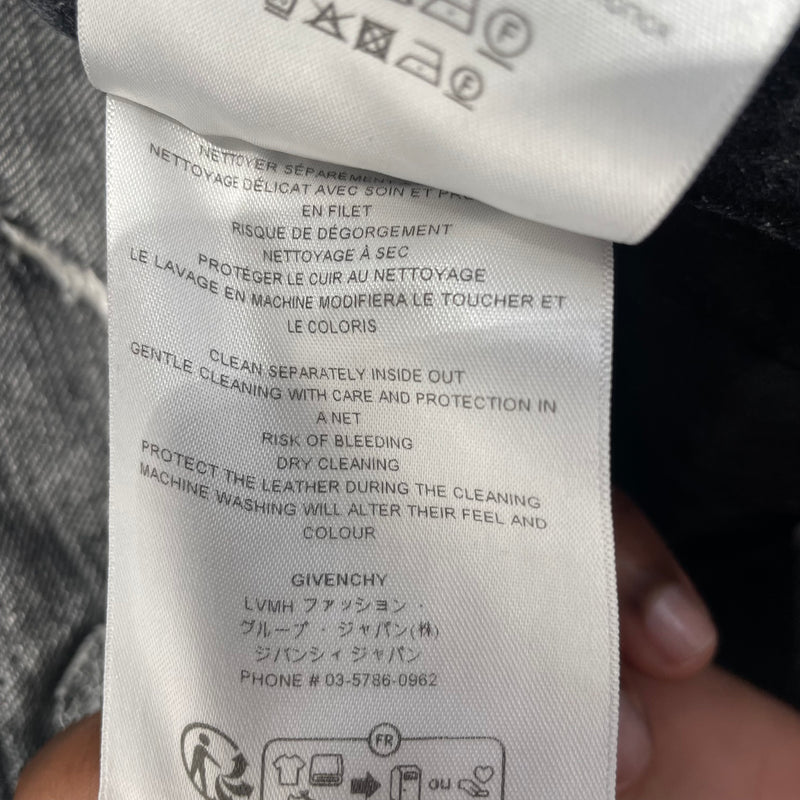 F
F
NETTOYER SÉPARÉMENT
NETTOYAGE DÉLICAT AVEC SOIN ET
EN FILET
RISQUE DE DÉGORGEMENT
NETTOYAGE À SEC
PROTÉGER LE CUIR AU NETTOYAGE
LE LAVAGE EN MACHINE MODIFIERA LE TOUCHER ET
LE COLORIS
CLEAN SEPARATELY INSIDE OUT
GENTLE CLEANING WITH CARE AND PROTECTION IN
A NET
RISK OF BLEEDING
DRY CLEANING
PROTECT THE LEATHER DURING THE CLEANING
MACHINE WASHING WILL ALTER THEIR FEEL AND
COLOUR
GIVENCHY
LVMH ファッション・
グループ・ジャパン(株)
ジバンシィ ジャパン
PHONE # 03-5786-0962
FR
ou